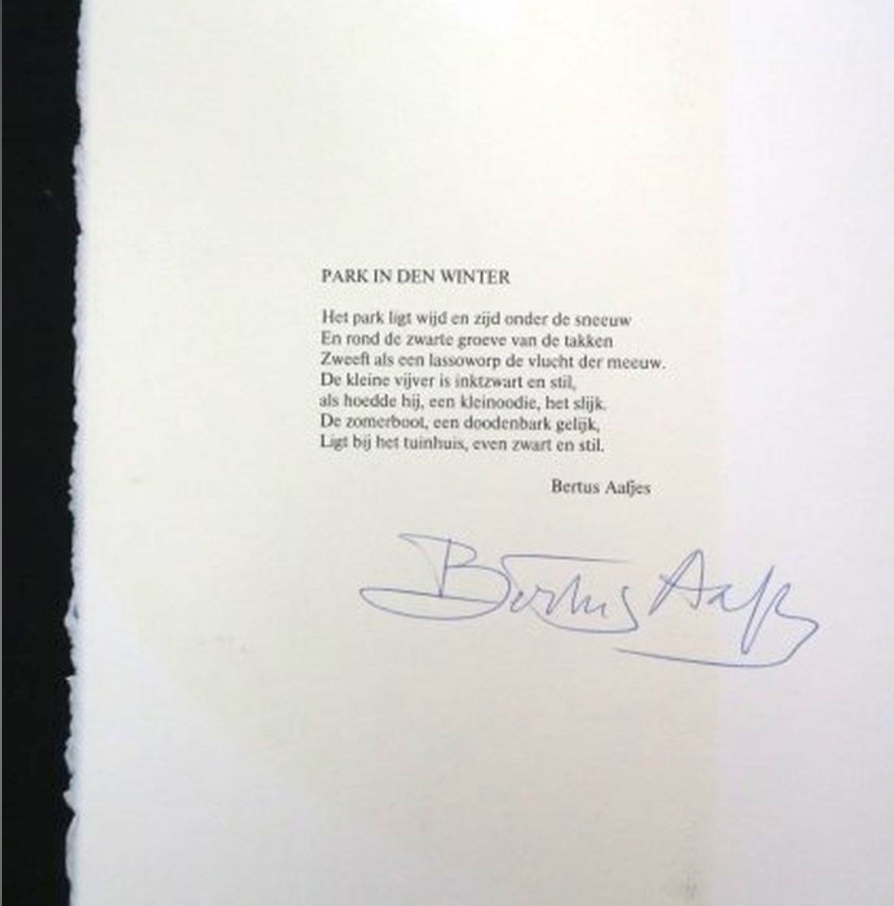 PARK IN DEN WINTER
Het park ligt wijd en zijd onder de sneeuw
En rond de zwarte groeve van de takken
Zweeft als een lassoworp de vlucht der meeuw.
De kleine vijver is inktzwart en stil,
als hoedde hij, een kleinoodie, het slijk.
De zomerboot, een doodenbark gelijk,
Ligt bij het tuinhuis, even zwart en stil.
Bertus Aafjes
Bertus Aafjes